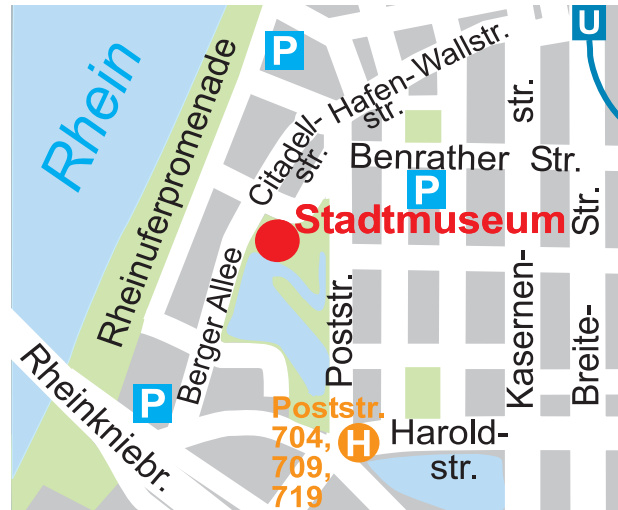 U
P
Rhein
Rheinuferpromenade
Citadell-
str.
Hafen-
str.
Wallstr.
Benrather Str.
P
Stadtmuseum
Berger Allee
Poststr.
Kasernen-
str.
Breite-
Str.
Rheinkniebr.
P
Poststr.
704,
709,
719
H
Harold-
str.